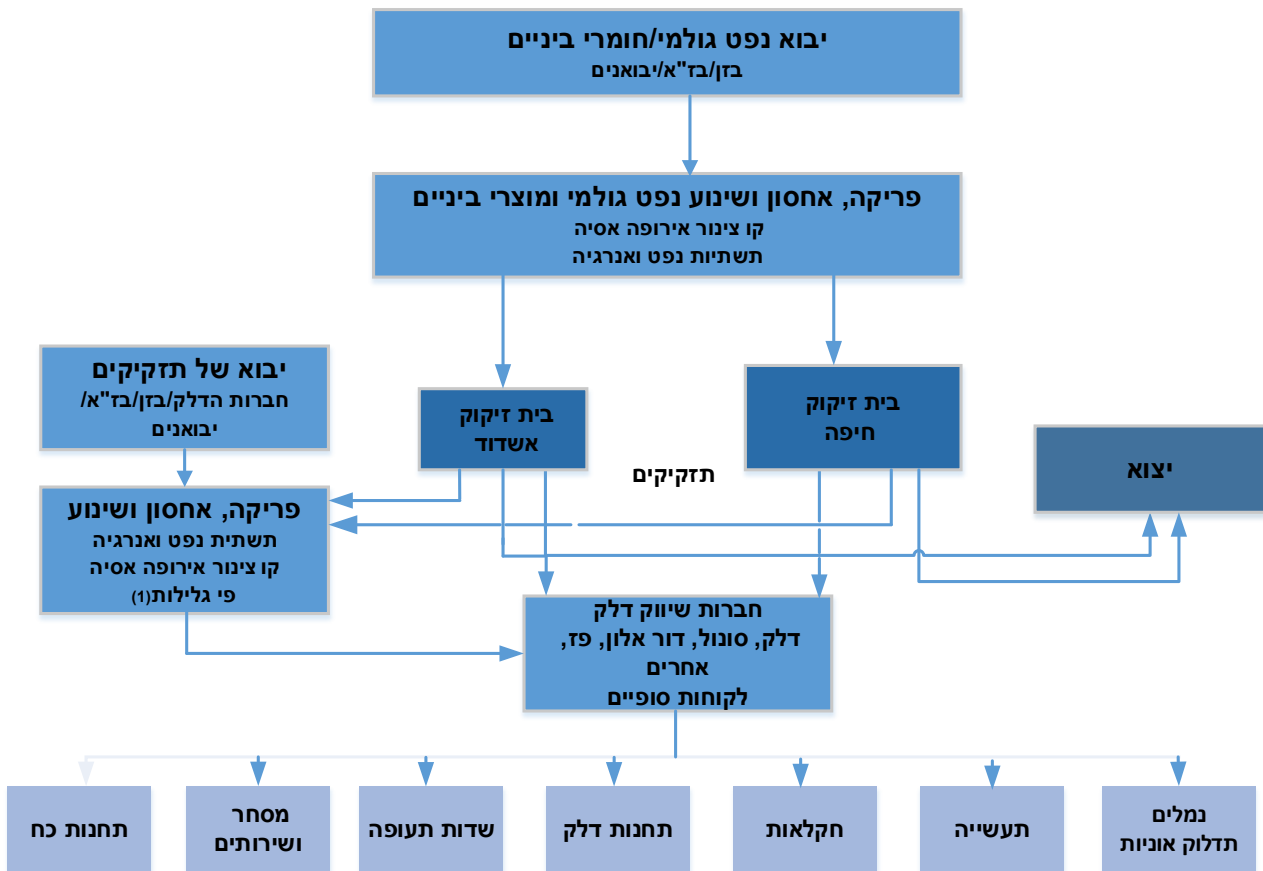 יבוא נפט גולמי/חומרי ביניים
בזן/בז"א/יבואנים
פריקה, אחסון ושינוע נפט גולמי ומוצרי ביניים
קו צינור אירופה אסיה
תשתיות נפט ואנרגיה
יבוא של תזקיקים
חברות הדלק/בזן/בז"א/
יבואנים
בית זיקוק
אשדוד
בית זיקוק
חיפה
תזקיקים
יצוא
פריקה, אחסון ושינוע
תשתית נפט ואנרגיה
קו צינור אירופה אסיה
פי גלילות(1)
חברות שיווק דלק
דלק, סונול, דור אלון, פז,
אחרים
לקוחות סופיים
נמלים
תדלוק אוניות
תעשייה
חקלאות
תחנות דלק
שדות תעופה
מסחר
ושירותים
תחנות כח